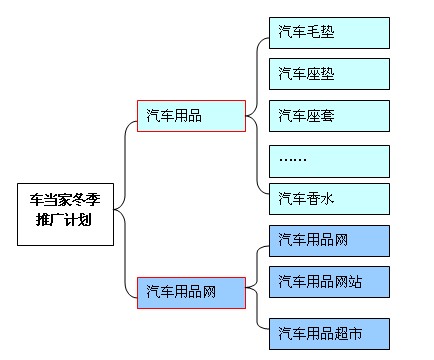 车当家冬季
推广计划
汽车用品
汽车毛垫
汽车座垫
汽车座套
……
汽车香水
汽车用品网
汽车用品网
汽车用品网站
汽车用品超市